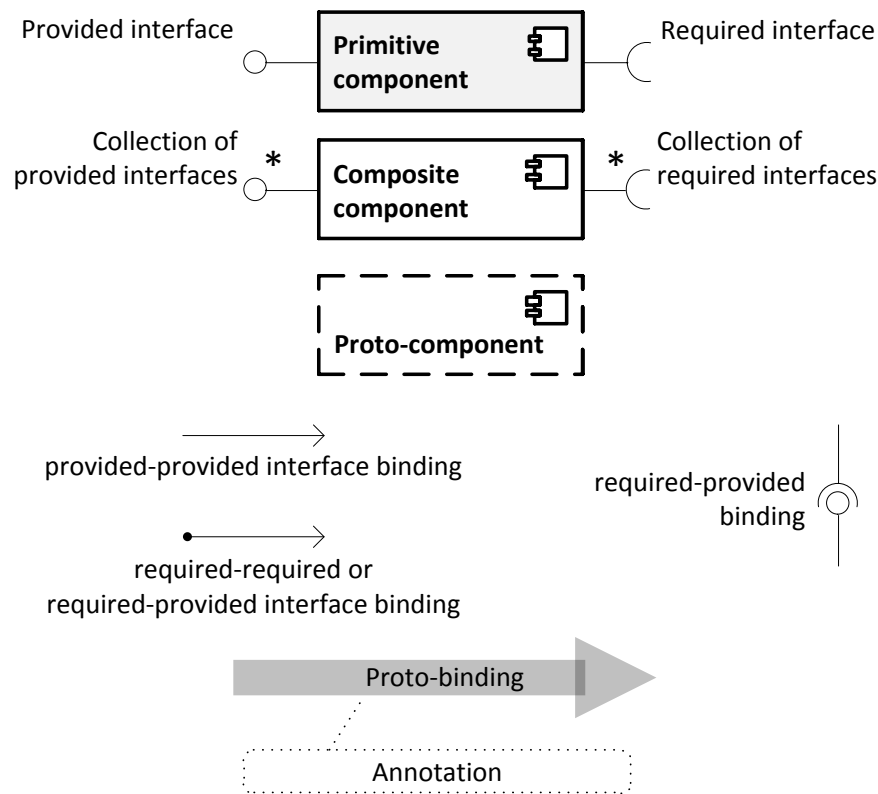 Provided interface
Primitive
component
Required interface
Collection of
provided interfaces
*
Composite
component
*
Collection of
required interfaces
Proto-component
provided-provided interface binding
required-provided
binding
required-required or
required-provided interface binding
Proto-binding
Annotation